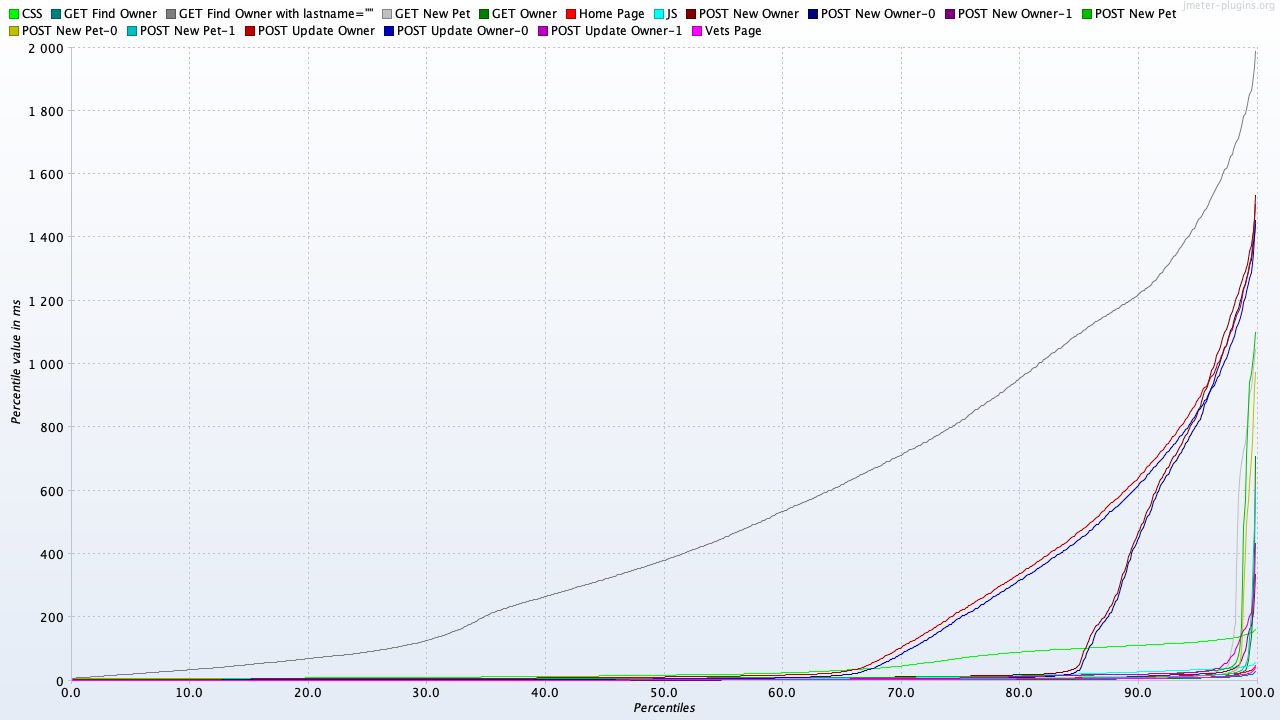 jmeter-plugins.org
CSS GET Find Owner GET Find Owner with lastname="" GET New Pet GET Owner Home Page JS POST New Owner POST New Owner-0 POST New Owner-1 POST New Pet
POST New Pet-0 POST New Pet-1 POST Update Owner POST Update Owner-0 POST Update Owner-1 Vets Page
2 000
1 800
1 600
1 400
1 200
1 000
800
600
400
200
0
Percentile value in ms
0.0 10.0 20.0 30.0 40.0 50.0 60.0 70.0 80.0 90.0 100.0
Percentiles